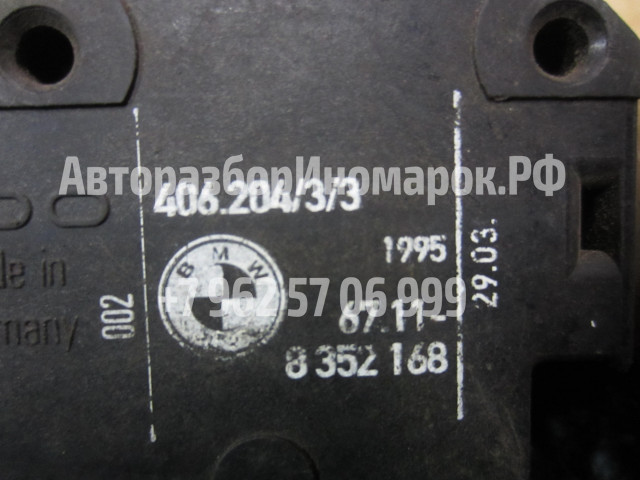 АвторазборИномарок.РФ
406.204/3/3
BMW
1995
29.03.
002
+7 962 57 06 999
67.11-
8 352 168
de in
rmany